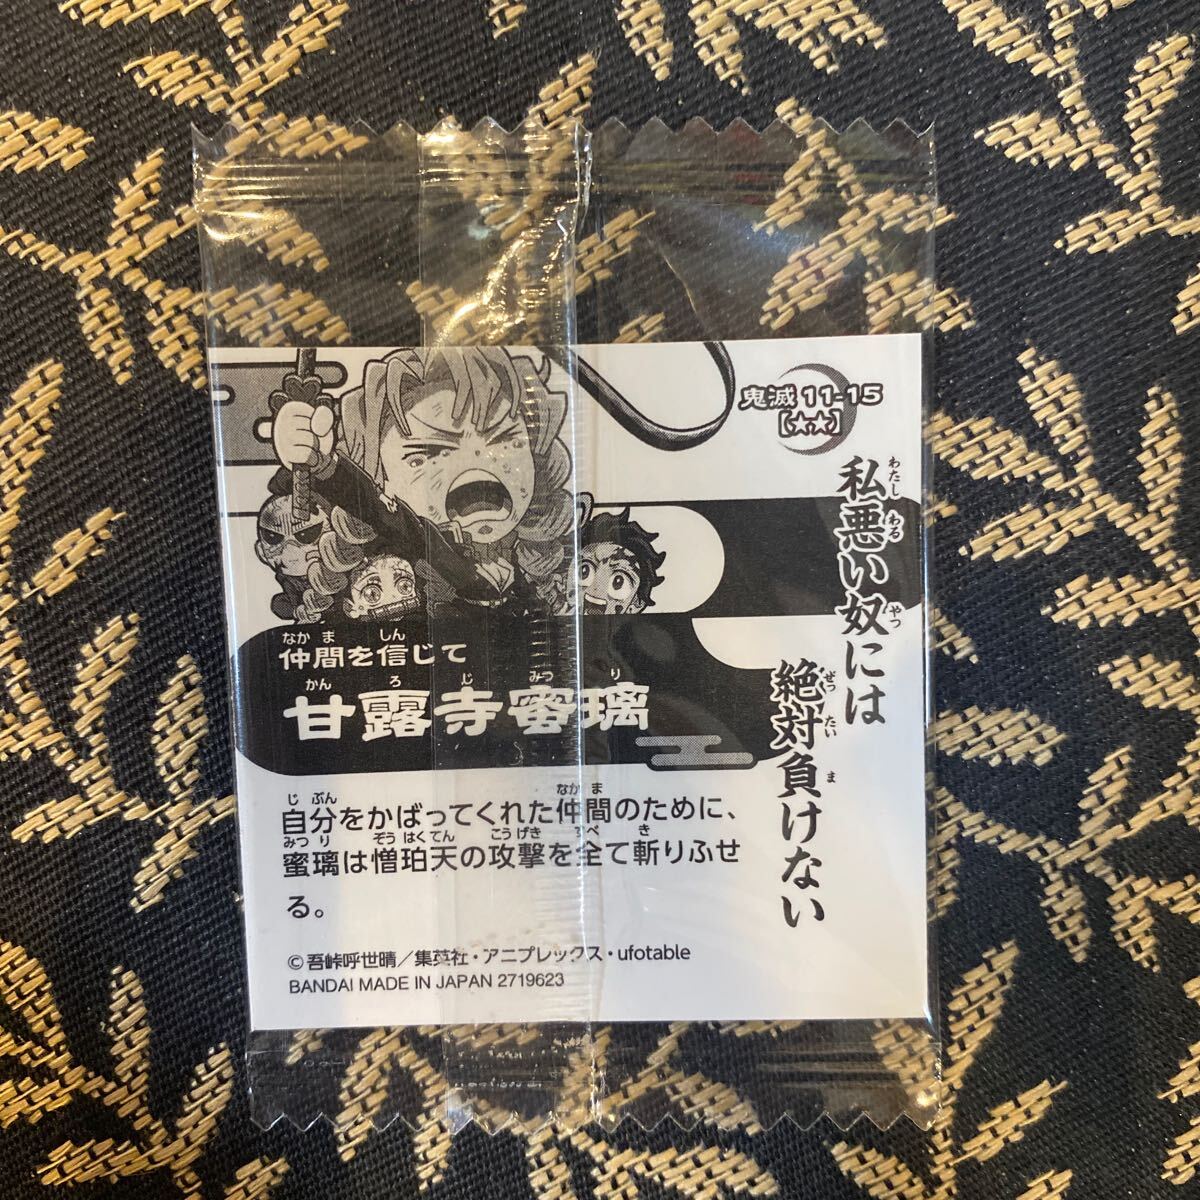 鬼滅 11-15
[★★]
私悪い奴には
絶対負けない
仲間を信じて
甘露寺蜜璃
自分をかばってくれた仲間のために、
蜜璃は憎珀天の攻撃を全て斬りふせ
る。
©吾峠呼世晴／集英社・アニプレックス・ufotable
BANDAI MADE IN JAPAN 2719623